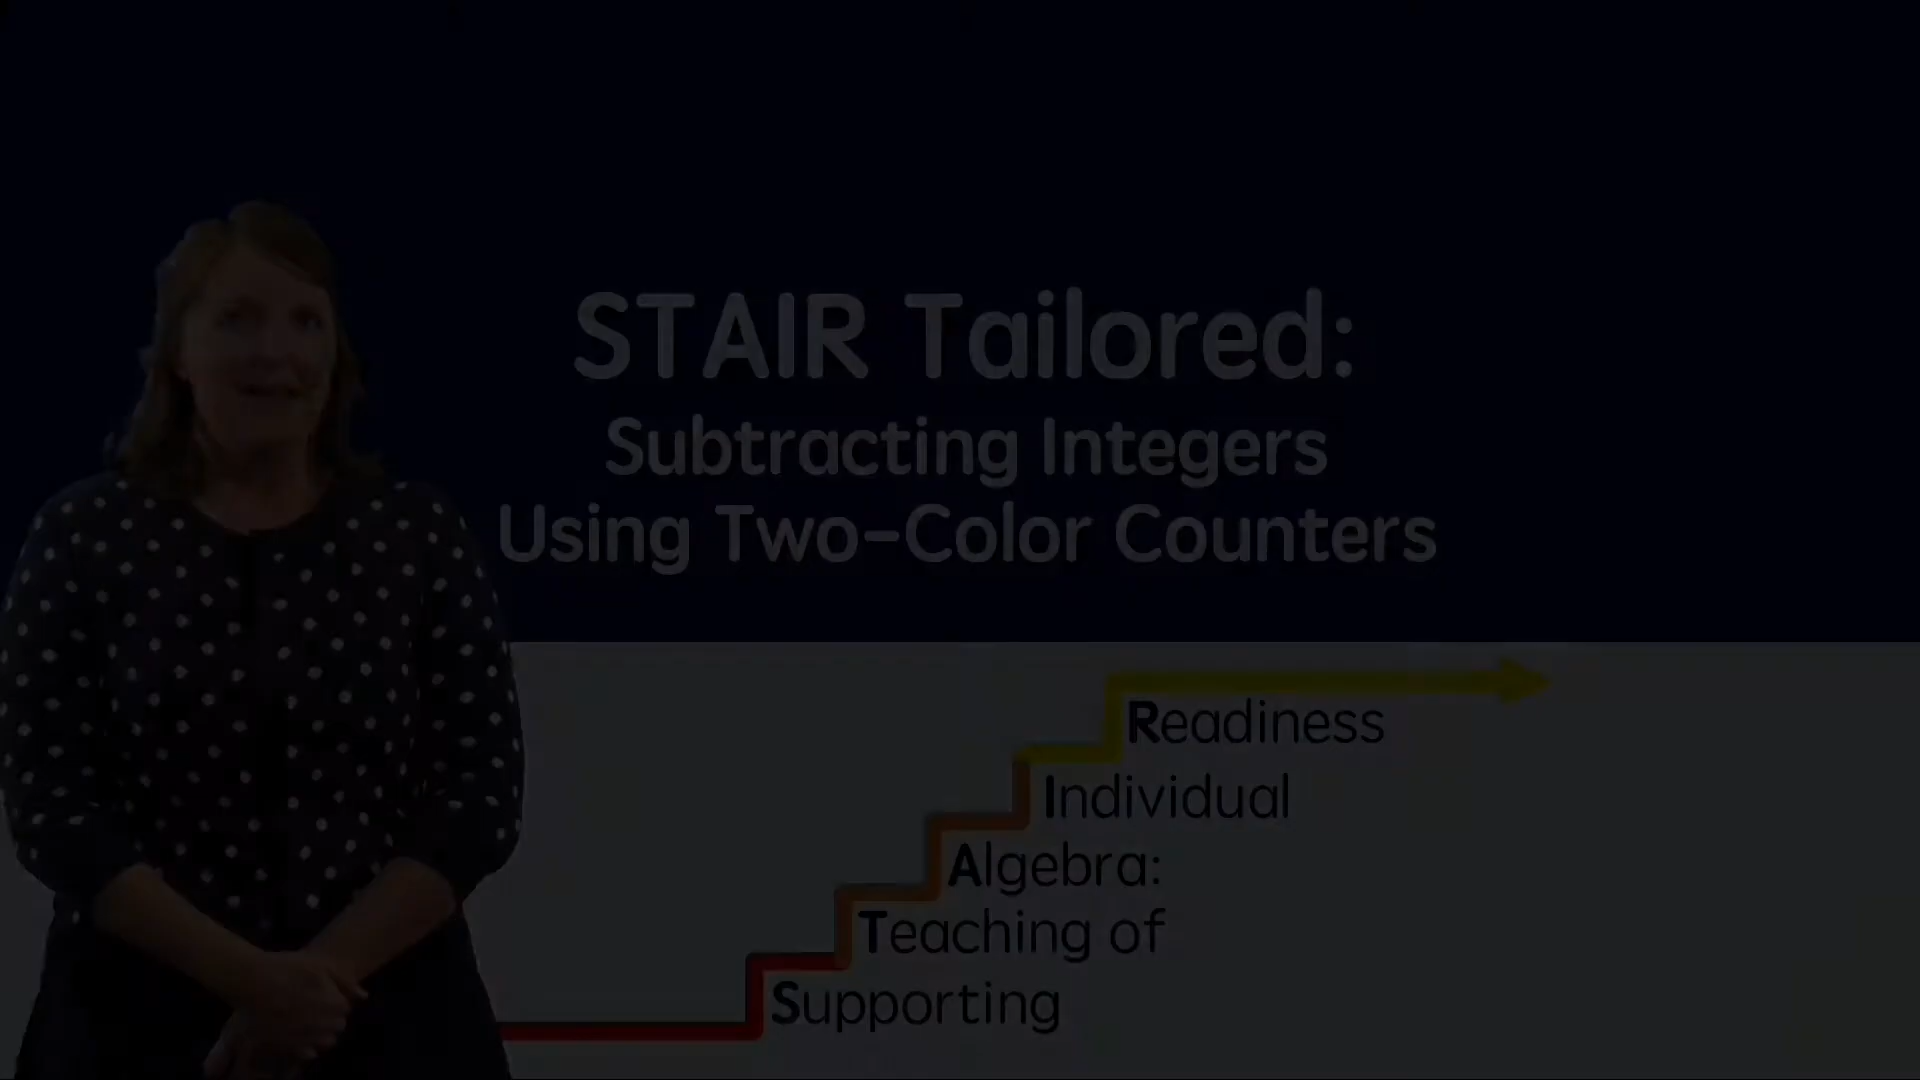 STAIR Tailored:
Subtracting Integers
Using Two-Color Counters
Readiness
Individual
Algebra:
Teaching of
Supporting